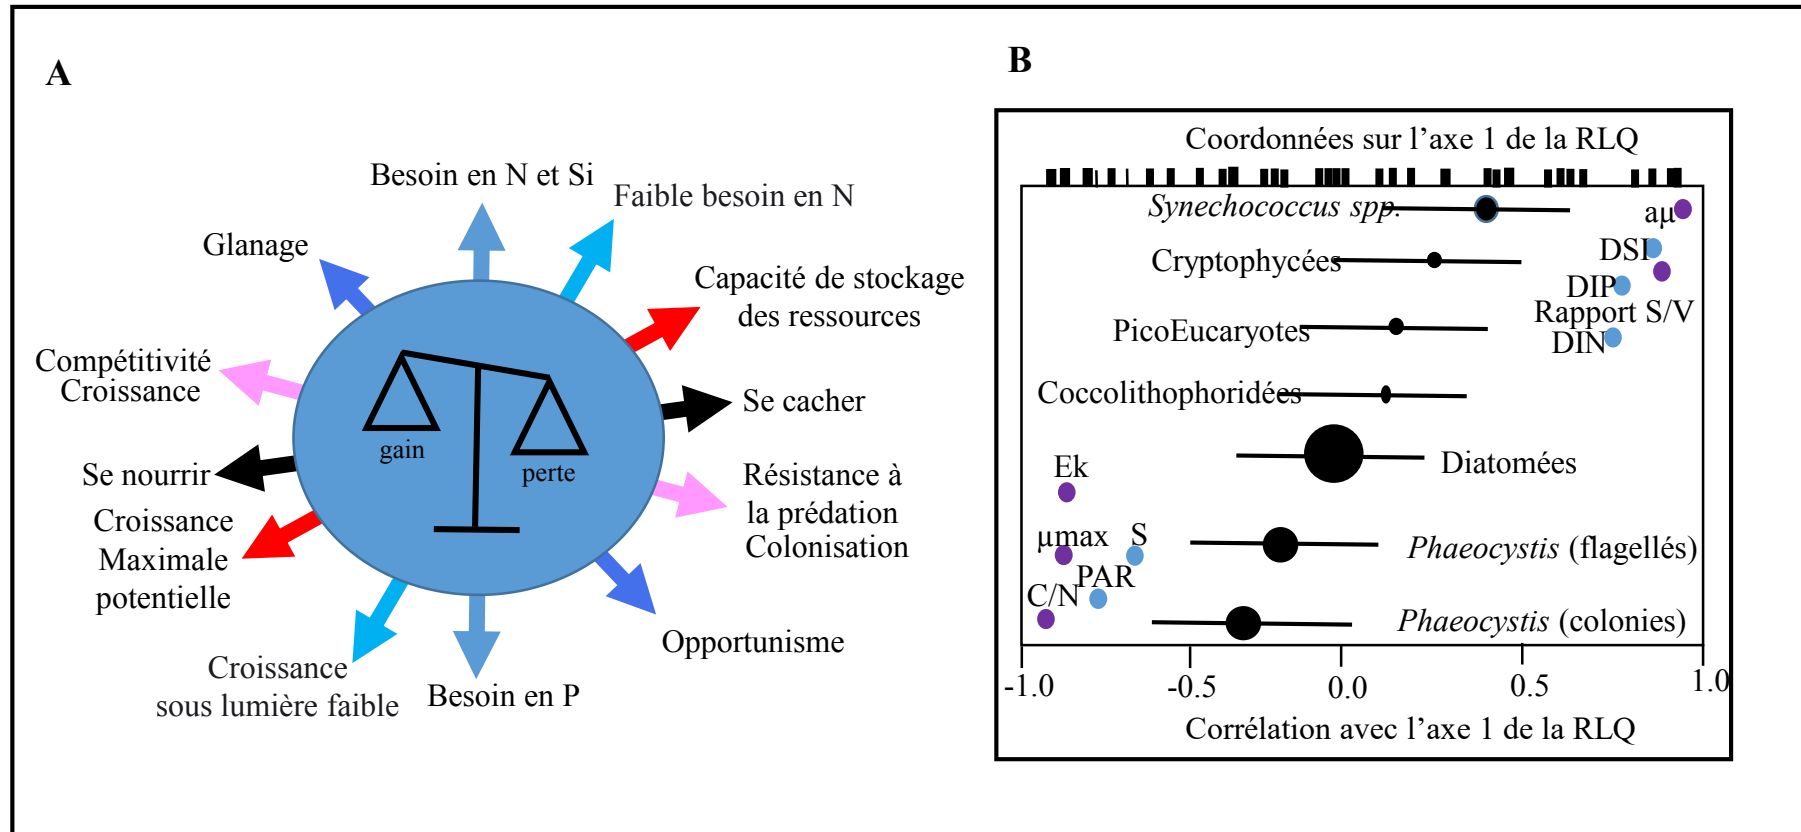 A
Besoin en N et Si
Faible besoin en N
Glanage
Capacité de stockage
des ressources
Compétitivité
Croissance
Se cacher
gain
perte
Se nourrir
Résistance à
la prédation
Colonisation
Croissance
Maximale
potentielle
Opportunisme
Croissance
sous lumière faible
Besoin en P
B
Coordonnées sur l’axe 1 de la RLQ
Synechococcus spp.
aµ
Cryptophycées
DSI
DIP
Rapport S/V
PicoEucaryotes
DIN
Coccolithophoridées
Diatomées
Ek
µmax
S
Phaeocystis (flagellés)
PAR
C/N
Phaeocystis (colonies)
-1.0
-0.5
0.0
0.5
1.0
Corrélation avec l’axe 1 de la RLQ